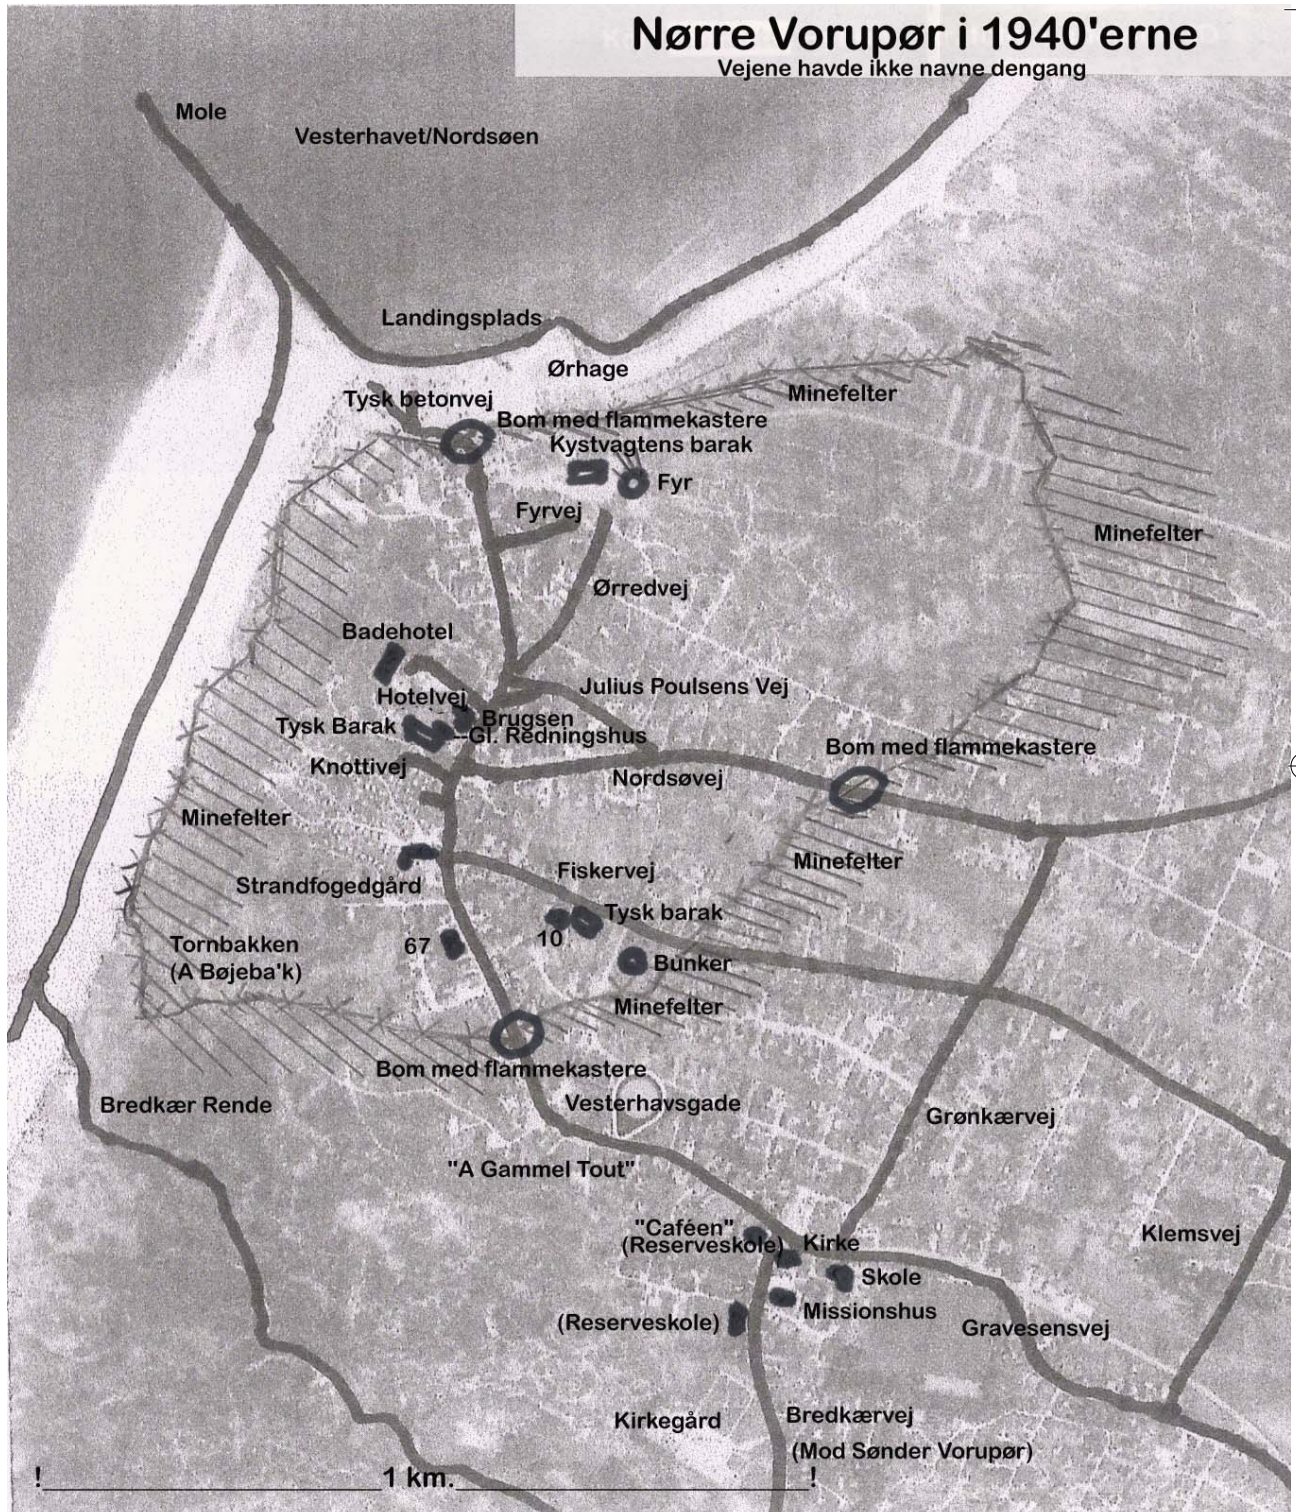 Nørre Vorupør i 1940'erne
Vejene havde ikke navne dengang
Mole
Vesterhavet/Nordsøen
Landingsplads
Ørhage
Minefelter
Tysk betonvej
Bom med flammekastere
Kystvagtens barak
Fyr
Fyrvej
Minefelter
Ørredvej
Badehotel
Julius Poulsens Vej
Hotelvej
Brugsen
Tysk Barak
Gl. Redningshus
Bom med flammekastere
Knottivej
Nordsøvej
Minefelter
Minefelter
Fiskervej
Strandfogedgård
Tysk barak
10
67
Tornbakken
(A Bøjeba'k)
Bunker
Minefelter
Bom med flammekastere
Bredkær Rende
Vesterhavsgade
Grønkærvej
"A Gammel Tout"
"Caféen"
(Reserveskole)
Kirke
Klemsvej
Skole
Missionshus
(Reserveskole)
Gravesensvej
Kirkegård
Bredkærvej
(Mod Sønder Vorupør)
! 1 km. !